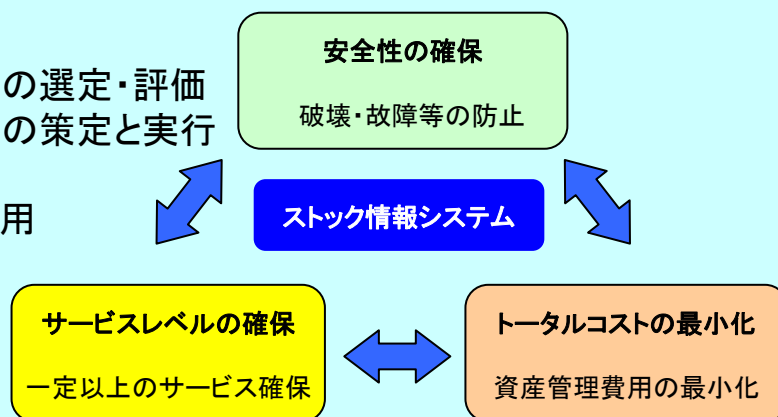 安全性の確保
破壊・故障等の防止
の選定・評価
の策定と実行
用
ストック情報システム
サービスレベルの確保
一定以上のサービス確保
トータルコストの最小化
資産管理費用の最小化